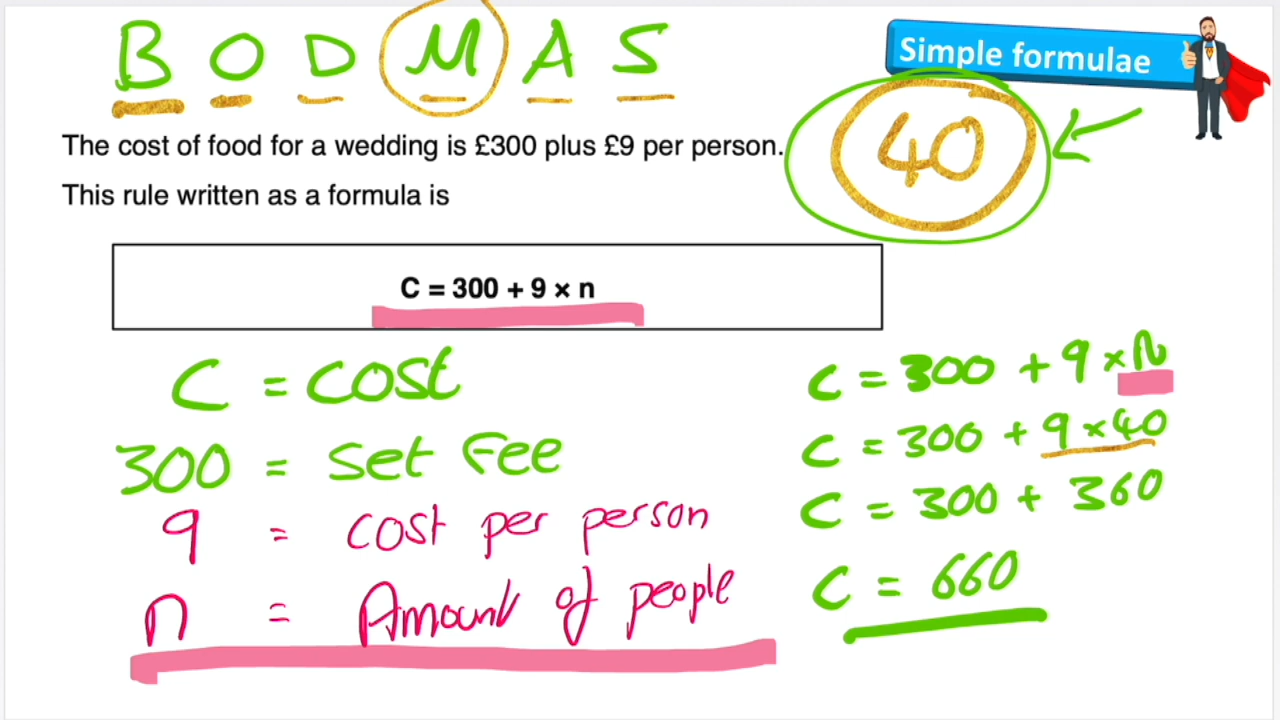 B O D M A S
Simple formulae
40
The cost of food for a wedding is £300 plus £9 per person.
This rule written as a formula is
C = 300 + 9 × n
C = cost
300 = Set Fee
9 = cost per person
n = Amount of people
C = 300 + 9 × n
C = 300 + 9 × 40
C = 300 + 360
C = 660